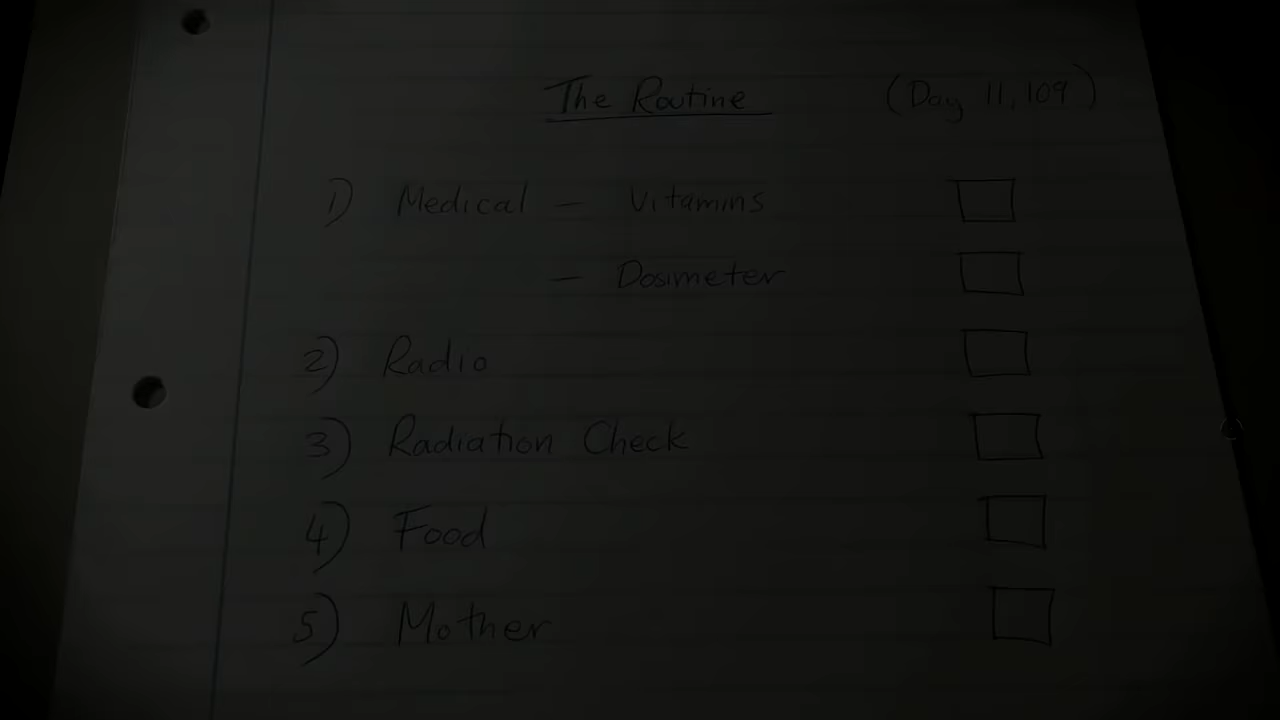 The Routine (Day 11,109)
1) Medical - Vitamins
- Dosimeter
2) Radio
3) Radiation Check
4) Food
5) Mother